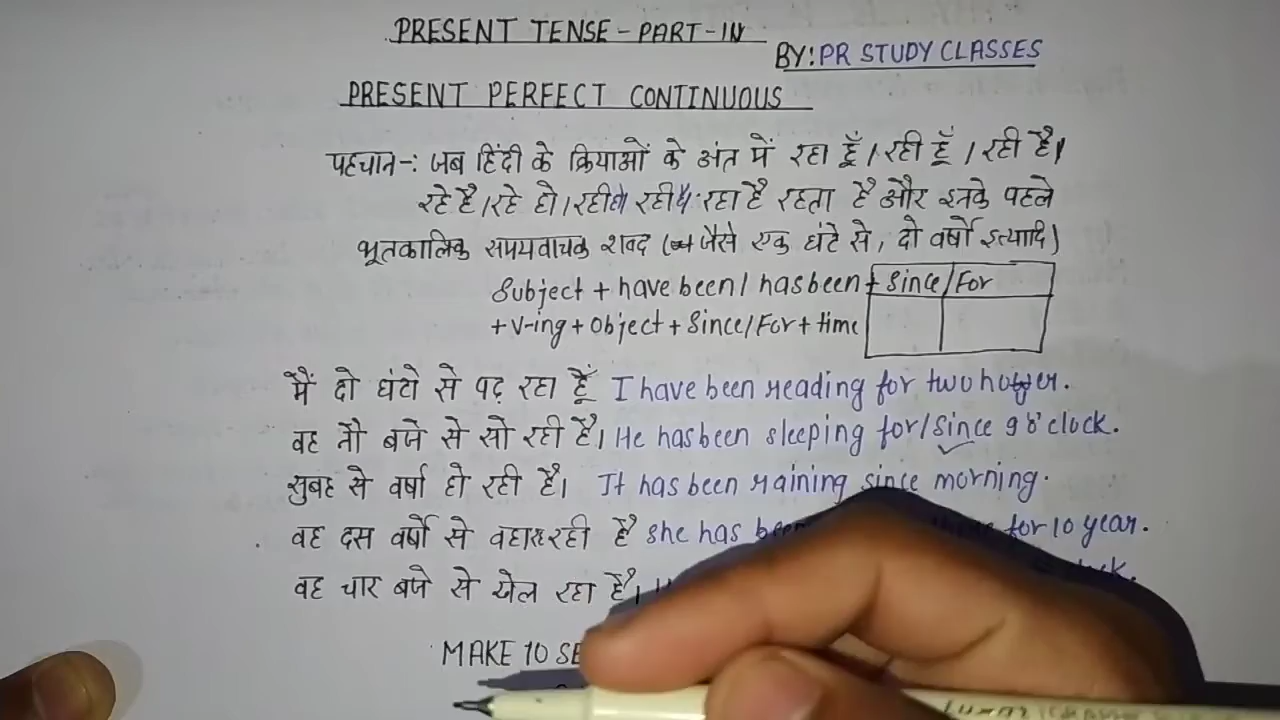 PRESENT TENSE - PART-IV
BY: PR STUDY CLASSES
PRESENT PERFECT CONTINUOUS
पहचान-: जब हिंदी के क्रियाओं के अंत में रहा हूँ / रही हूँ / रही है /
रहे है / रहे हो / रही रही रहा है रहता है और इनके पहले
भूतकालिक समयवाचक शब्द ( जैसे एक घंटे से, दो वर्षो इत्यादि)
Subject + have been / has been + Since / For
+ V-ing + Object + Since / For + time
मैं दो घंटो से पढ़ रहा हूँ I have been reading for two
वह नौ बजे से सो रही है। He has been sleeping for / Since 9 o'clock.
सुबह से वर्षा हो रही है। It has been raining since morning.
वह दस वर्षो से रही है she has for 10 year.
वह चार बजे से खेल रहा है।
MAKE 10